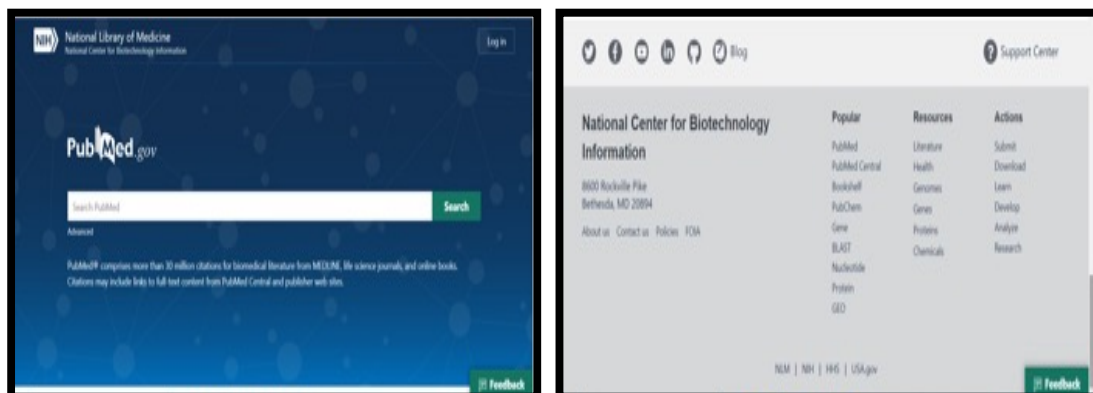 NIH National Library of Medicine
National Center for Biotechnology Information
Log in
PubMed.gov
Search PubMed
Search
Advanced
PubMed® comprises more than 30 million citations for biomedical literature from MEDLINE, life science journals, and online books.
Citations may include links to full text content from PubMed Central and publisher web sites.
Feedback
Blog
Support Center
National Center for Biotechnology
Information
8600 Rockville Pike
Bethesda, MD 20894
About us Contact us Policies FOIA
Popular
PubMed
PubMed Central
Bookshelf
PubChem
Gene
BLAST
Nucleotide
Protein
GEO
Resources
Literature
Health
Genomes
Genes
Proteins
Chemicals
Actions
Submit
Download
Learn
Develop
Analyze
Research
NLM | NIH | HHS | USA.gov
Feedback